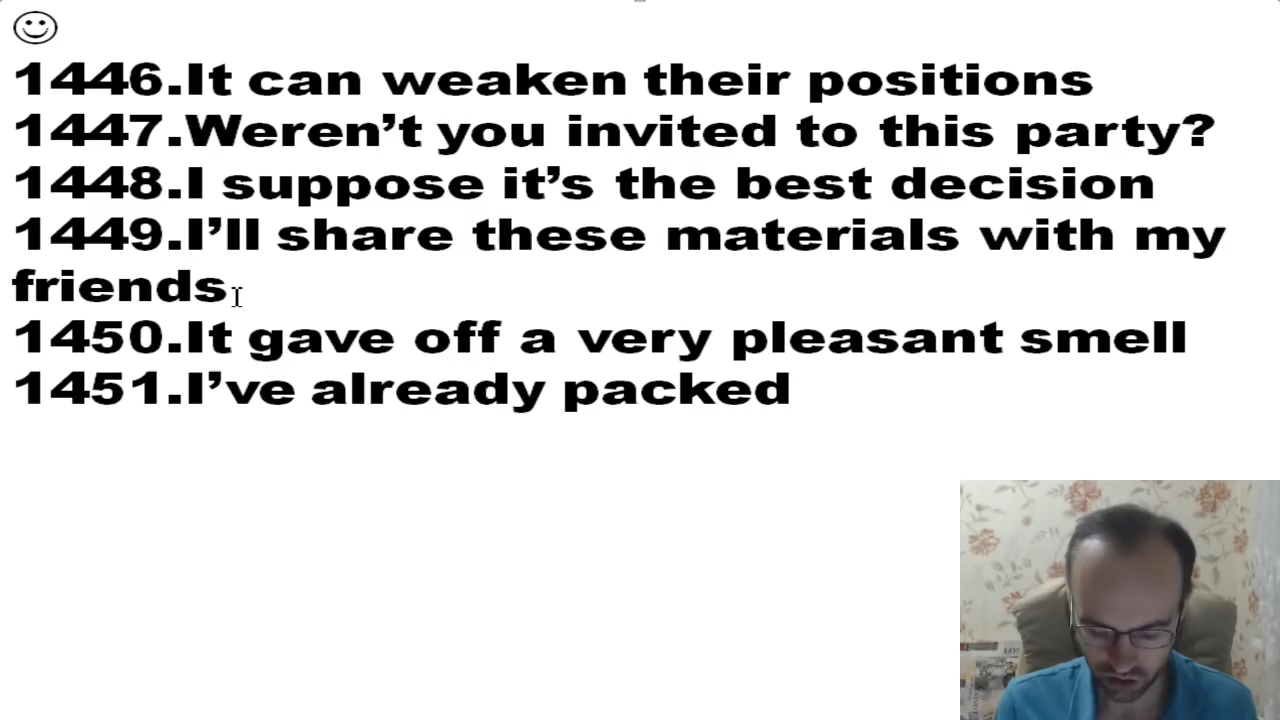 1446.It can weaken their positions
1447.Weren’t you invited to this party?
1448.I suppose it’s the best decision
1449.I’ll share these materials with my
friends
1450.It gave off a very pleasant smell
1451.I’ve already packed